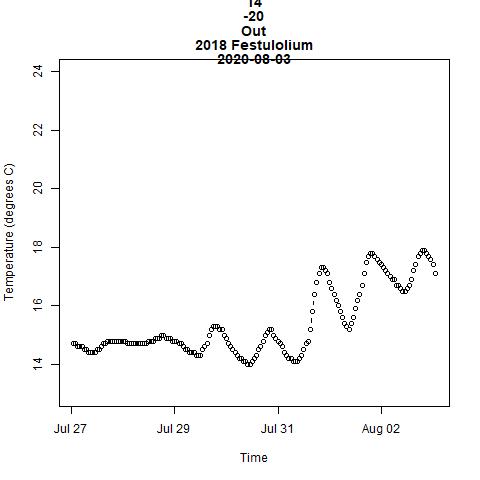 14
-20
Out
2018 Festulolium
2020-08-03
Temperature (degrees C)
24
22
20
18
16
14
Jul 27
Jul 29
Jul 31
Aug 02
Time